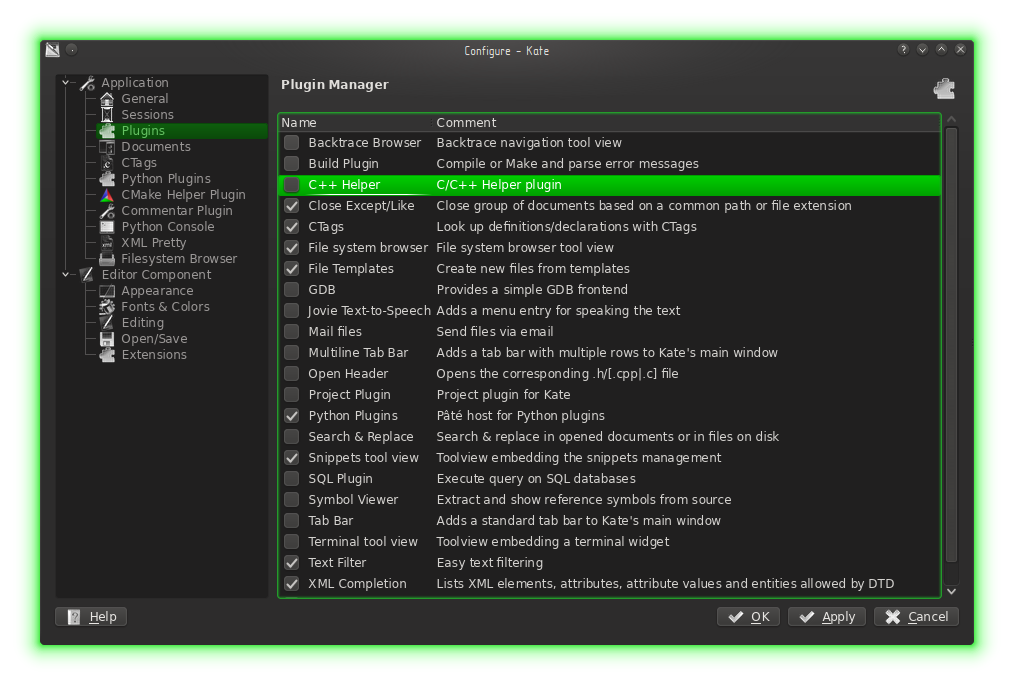 Configure – Kate
Application
General
Sessions
Plugins
Documents
CTags
Python Plugins
CMake Helper Plugin
Commentar Plugin
Python Console
XML Pretty
Filesystem Browser
Editor Component
Appearance
Fonts & Colors
Editing
Open/Save
Extensions
Plugin Manager
Name Comment
Backtrace Browser Backtrace navigation tool view
Build Plugin Compile or Make and parse error messages
C++ Helper C/C++ Helper plugin
Close Except/Like Close group of documents based on a common path or file extension
CTags Look up definitions/declarations with CTags
File system browser File system browser tool view
File Templates Create new files from templates
GDB Provides a simple GDB frontend
Jovie Text-to-Speech Adds a menu entry for speaking the text
Mail files Send files via email
Multiline Tab Bar Adds a tab bar with multiple rows to Kate's main window
Open Header Opens the corresponding .h/[.cpp|.c] file
Project Plugin Project plugin for Kate
Python Plugins Pâté host for Python plugins
Search & Replace Search & replace in opened documents or in files on disk
Snippets tool view Toolview embedding the snippets management
SQL Plugin Execute query on SQL databases
Symbol Viewer Extract and show reference symbols from source
Tab Bar Adds a standard tab bar to Kate's main window
Terminal tool view Toolview embedding a terminal widget
Text Filter Easy text filtering
XML Completion Lists XML elements, attributes, attribute values and entities allowed by DTD
Help OK Apply Cancel